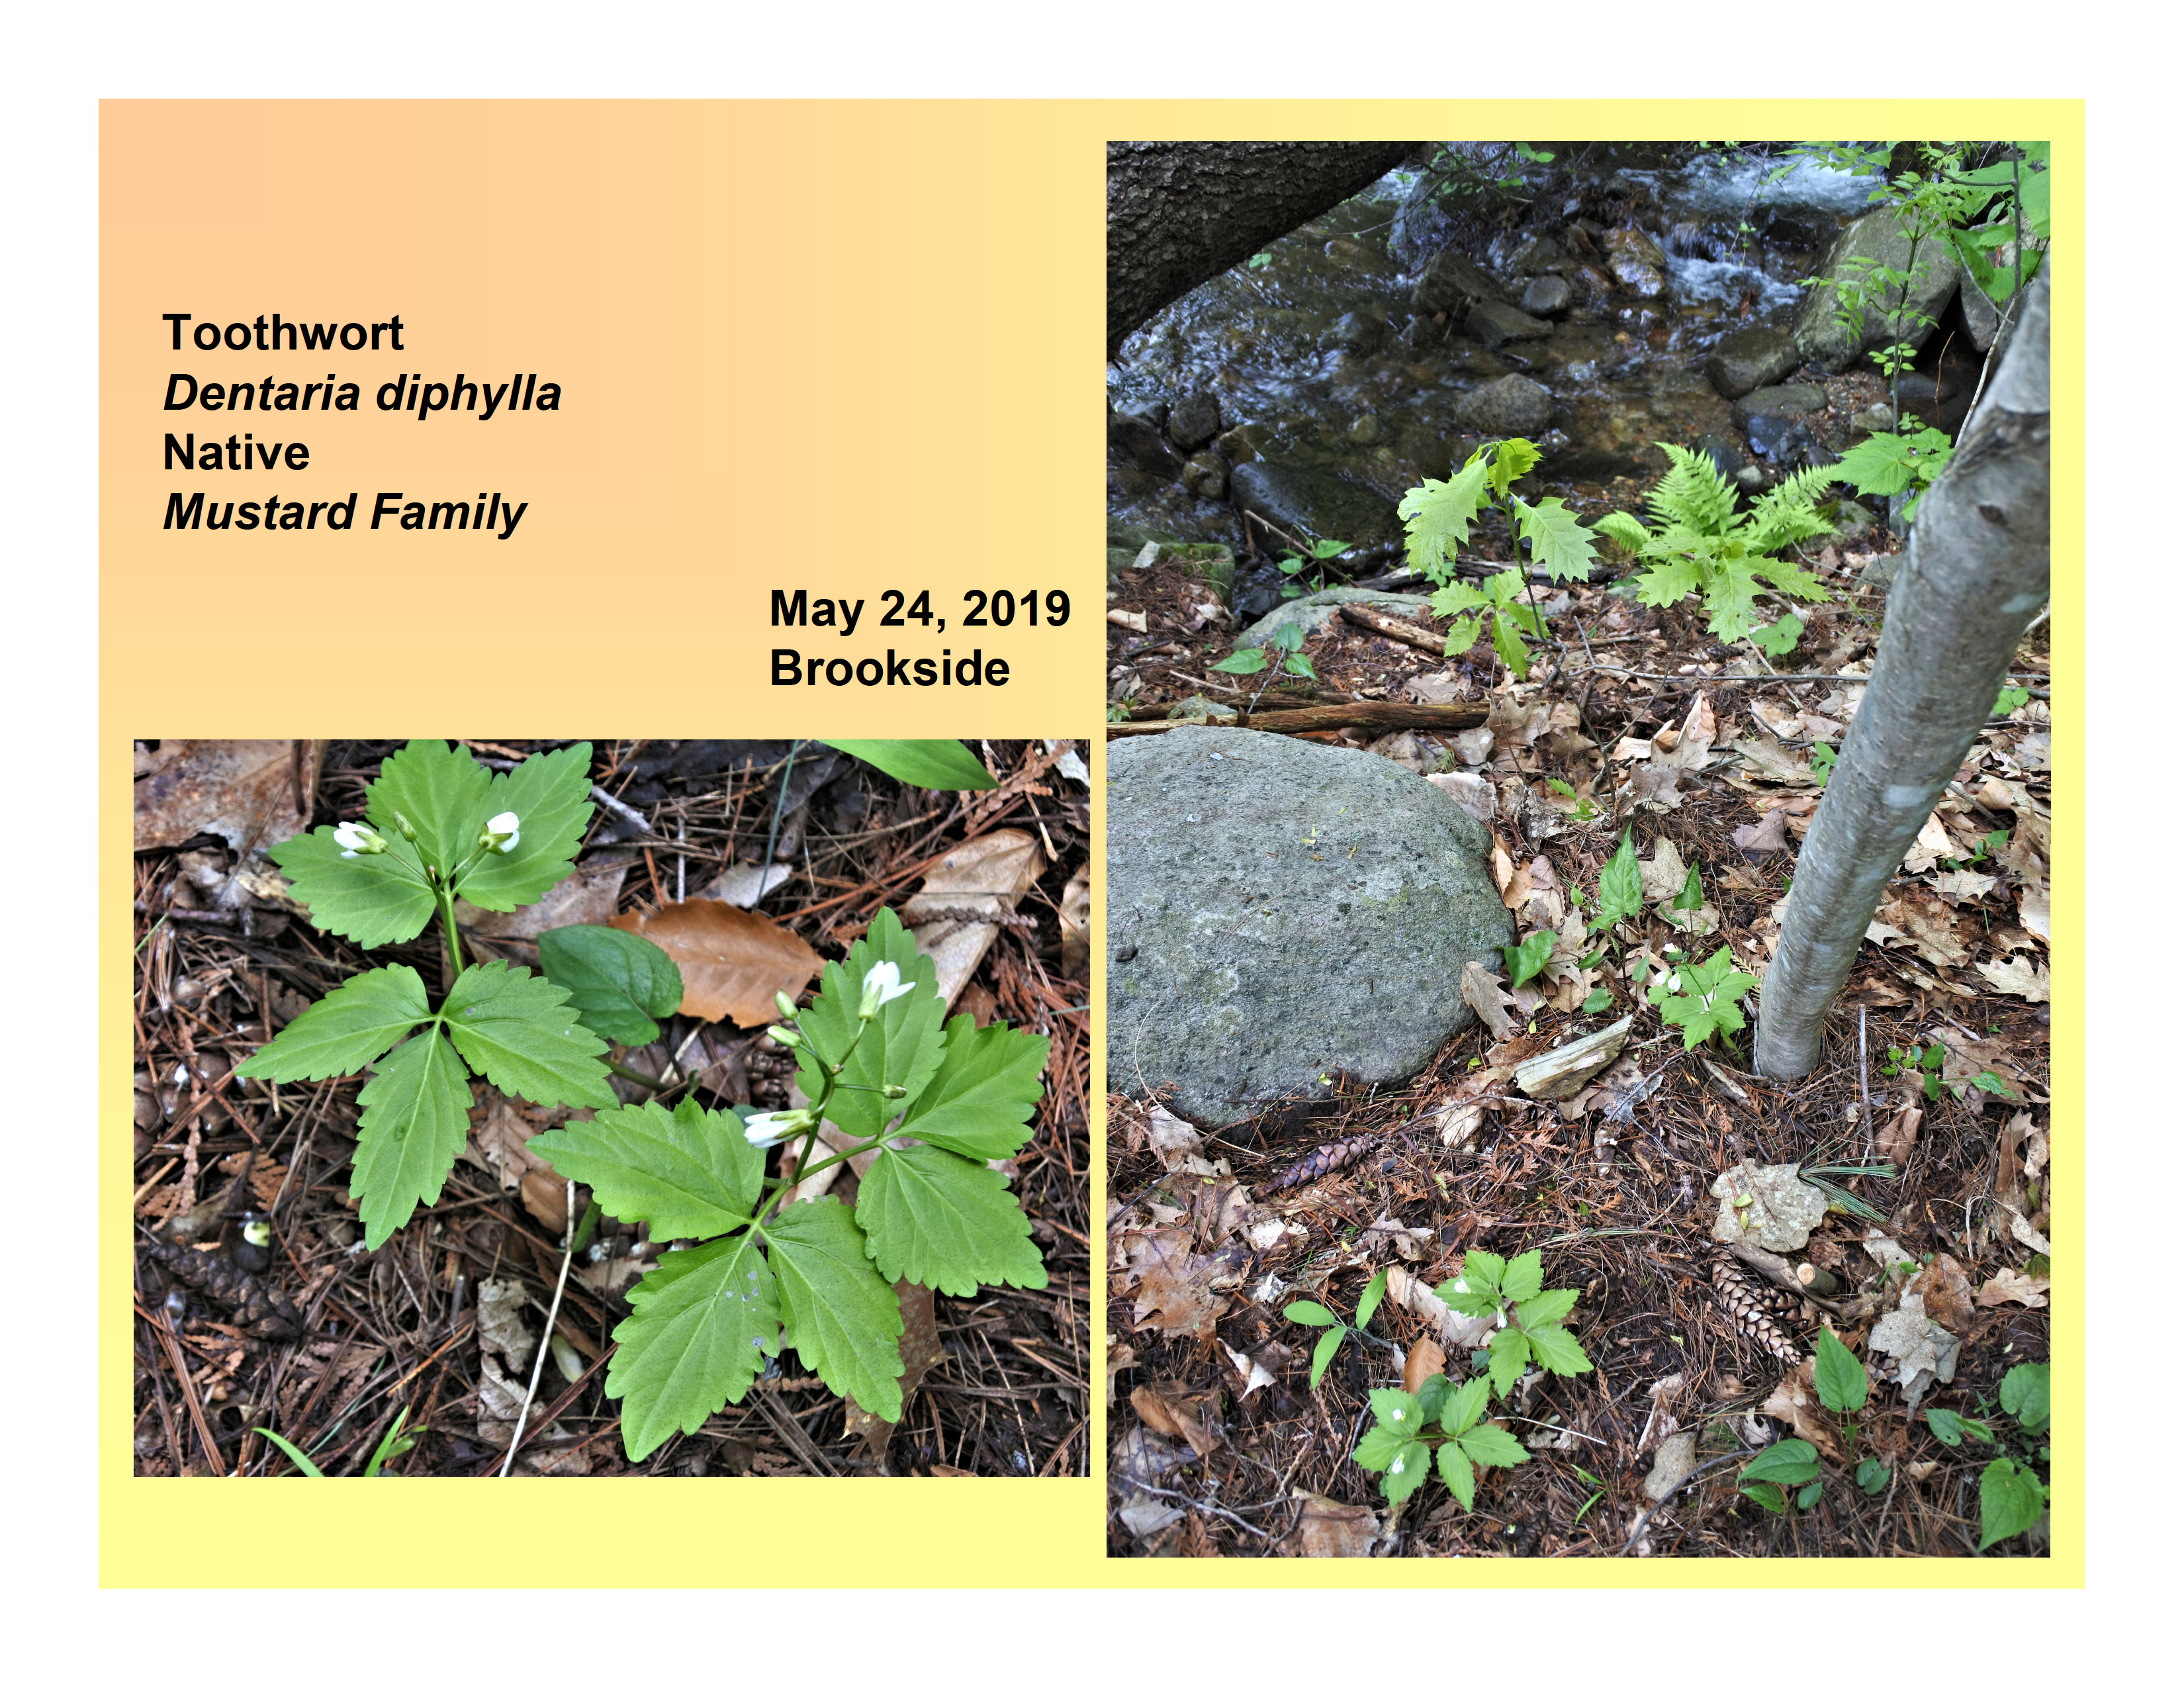 Toothwort
Dentaria diphylla
Native
Mustard Family
May 24, 2019
Brookside